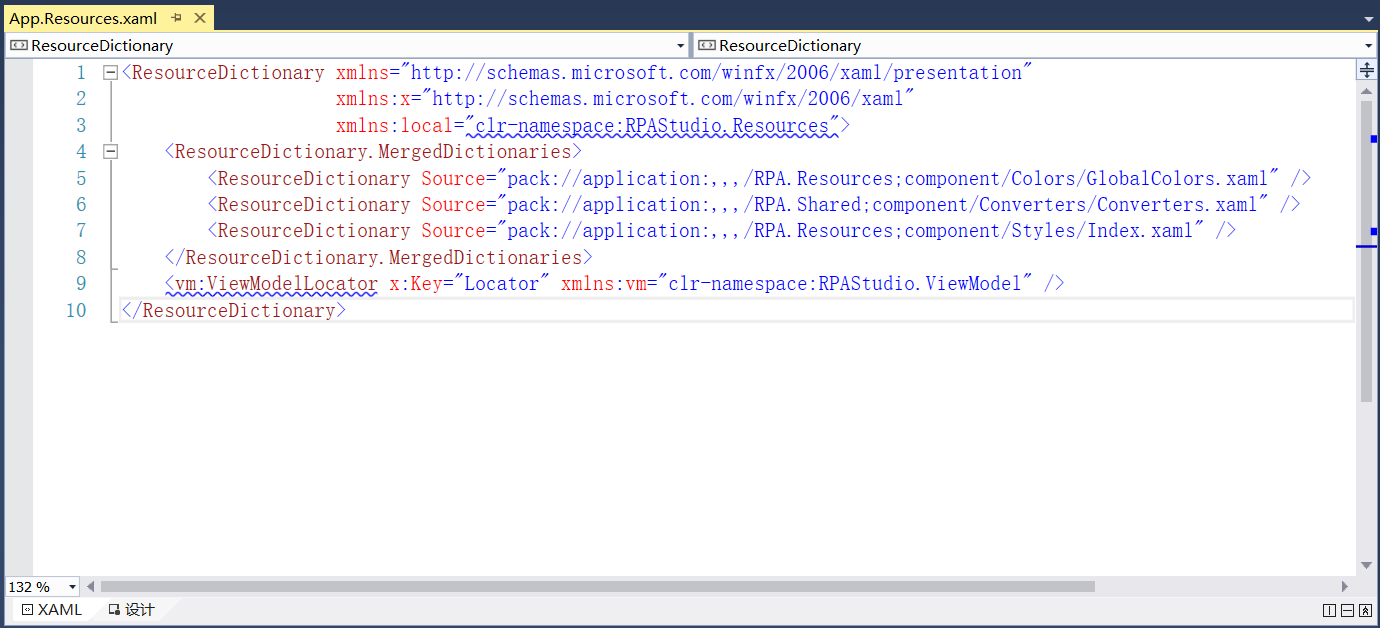 App.Resources.xaml
ResourceDictionary
ResourceDictionary
1 <ResourceDictionary xmlns="http://schemas.microsoft.com/winfx/2006/xaml/presentation"
2 xmlns:x="http://schemas.microsoft.com/winfx/2006/xaml"
3 xmlns:local="clr-namespace:RPAStudio.Resources">
4 <ResourceDictionary.MergedDictionaries>
5 <ResourceDictionary Source="pack://application:,,,/RPA.Resources;component/Colors/GlobalColors.xaml" />
6 <ResourceDictionary Source="pack://application:,,,/RPA.Shared;component/Converters/Converters.xaml" />
7 <ResourceDictionary Source="pack://application:,,,/RPA.Resources;component/Styles/Index.xaml" />
8 </ResourceDictionary.MergedDictionaries>
9 <vm:ViewModelLocator x:Key="Locator" xmlns:vm="clr-namespace:RPAStudio.ViewModel" />
10 </ResourceDictionary>
132 %
XAML
设计